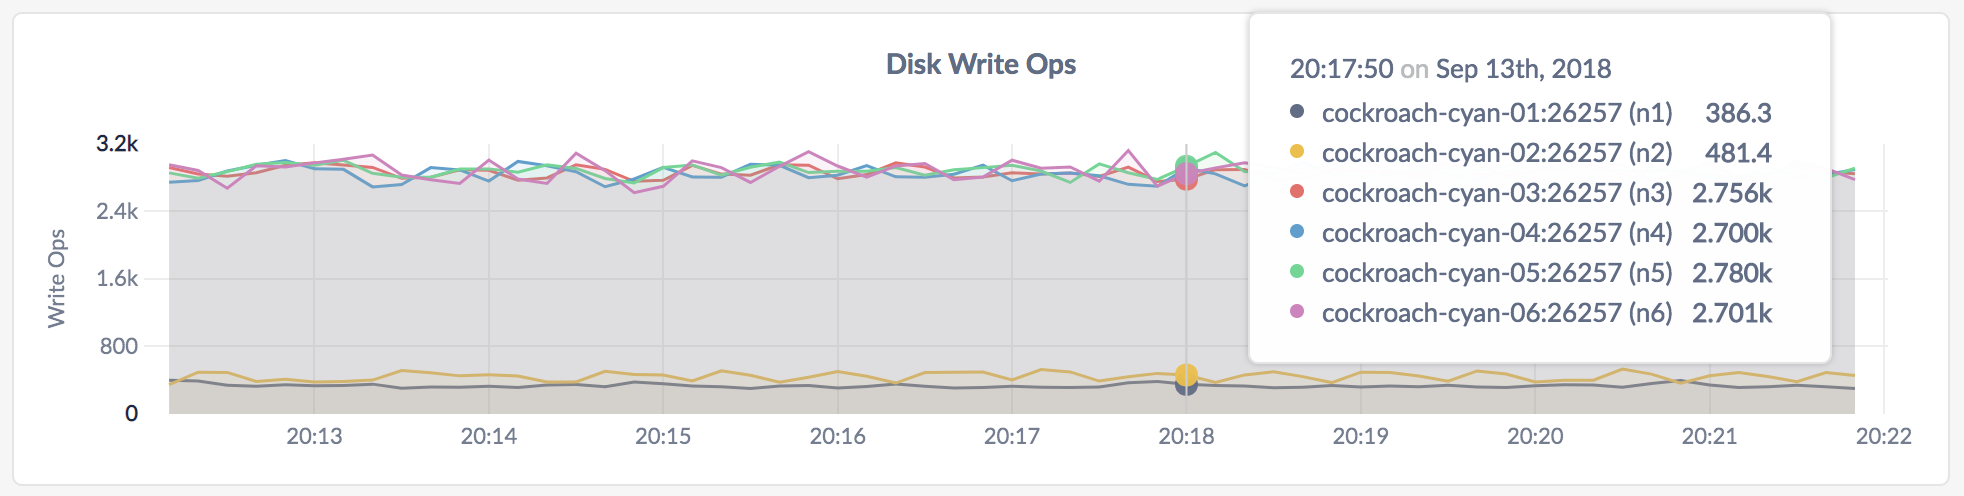 Disk Write Ops
20:17:50 on Sep 13th, 2018
cockroach-cyan-01:26257 (n1) 386.3
cockroach-cyan-02:26257 (n2) 481.4
cockroach-cyan-03:26257 (n3) 2.756k
cockroach-cyan-04:26257 (n4) 2.700k
cockroach-cyan-05:26257 (n5) 2.780k
cockroach-cyan-06:26257 (n6) 2.701k
Write Ops
3.2k
2.4k
1.6k
800
0
20:13 20:14 20:15 20:16 20:17 20:18 20:19 20:20 20:21 20:22